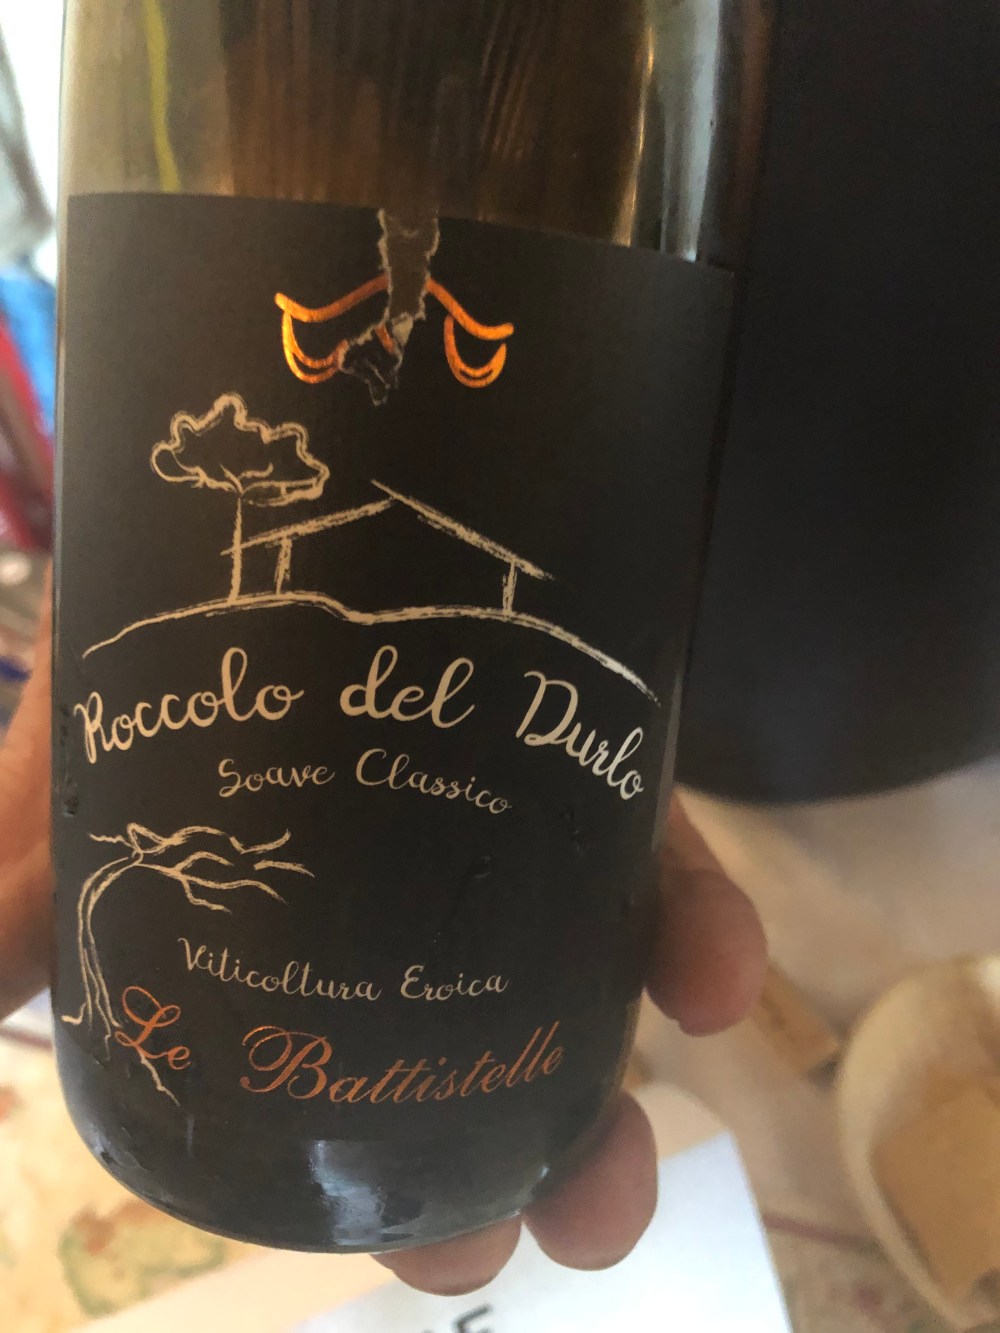 Roccolo del Durlo
Soave Classico
Viticoltura Eroica
Le Battistelle